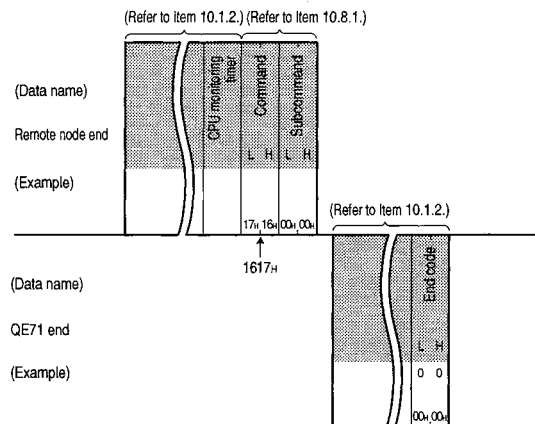 (Refer to Item 10.1.2.) (Refer to Item 10.8.1.)
(Data name)
Remote node end
(Example)
CPU monitoring timer
Command
Subcommand
L H L H
17H 16H 00H 00H
1617H
(Refer to Item 10.1.2.)
(Data name)
QE71 end
(Example)
End code
L H
0 0
00H 00H